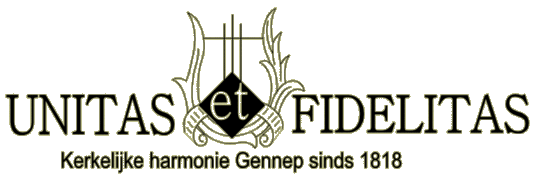 UNITAS et FIDELITAS
Kerkelijke harmonie Gennep sinds 1818